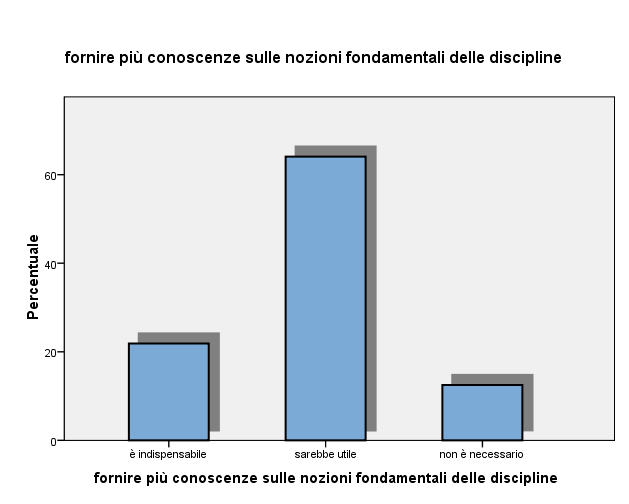 fornire più conoscenze sulle nozioni fondamentali delle discipline
Percentuale
60
40
20
0
è indispensabile
sarebbe utile
non è necessario
fornire più conoscenze sulle nozioni fondamentali delle discipline